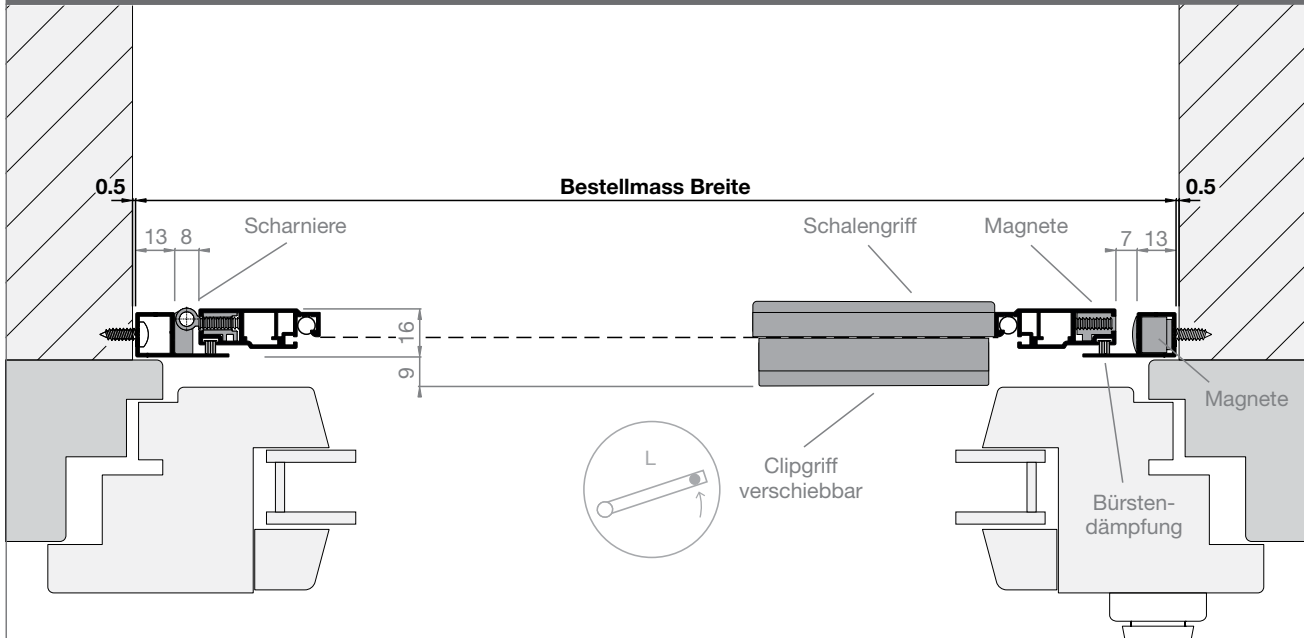 0.5
Bestellmass Breite
0.5
13
8
Scharniere
Schalengriff
Magnete
7
13
16
9
Magnete
L
Clipgriff
verschiebbar
Bürsten-
dämpfung